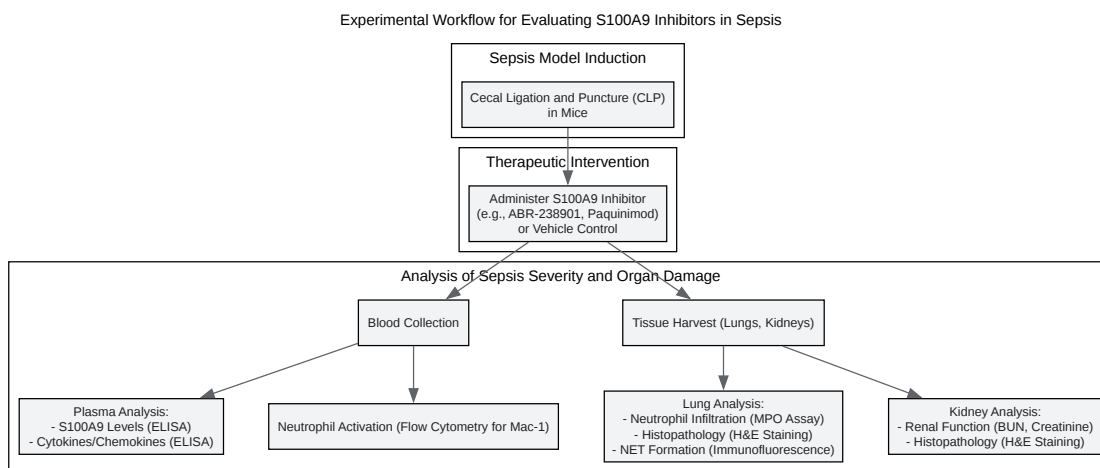 Experimental Workflow for Evaluating S100A9 Inhibitors in Sepsis
Sepsis Model Induction
Cecal Ligation and Puncture (CLP)
in Mice
Therapeutic Intervention
Administer S100A9 Inhibitor
(e.g., ABR-238901, Paquinimod)
or Vehicle Control
Analysis of Sepsis Severity and Organ Damage
Blood Collection
Tissue Harvest (Lungs, Kidneys)
Plasma Analysis:
- S100A9 Levels (ELISA)
- Cytokines/Chemokines (ELISA)
Neutrophil Activation (Flow Cytometry for Mac-1)
Lung Analysis:
- Neutrophil Infiltration (MPO Assay)
- Histopathology (H&E Staining)
- NET Formation (Immunofluorescence)
Kidney Analysis:
- Renal Function (BUN, Creatinine)
- Histopathology (H&E Staining)